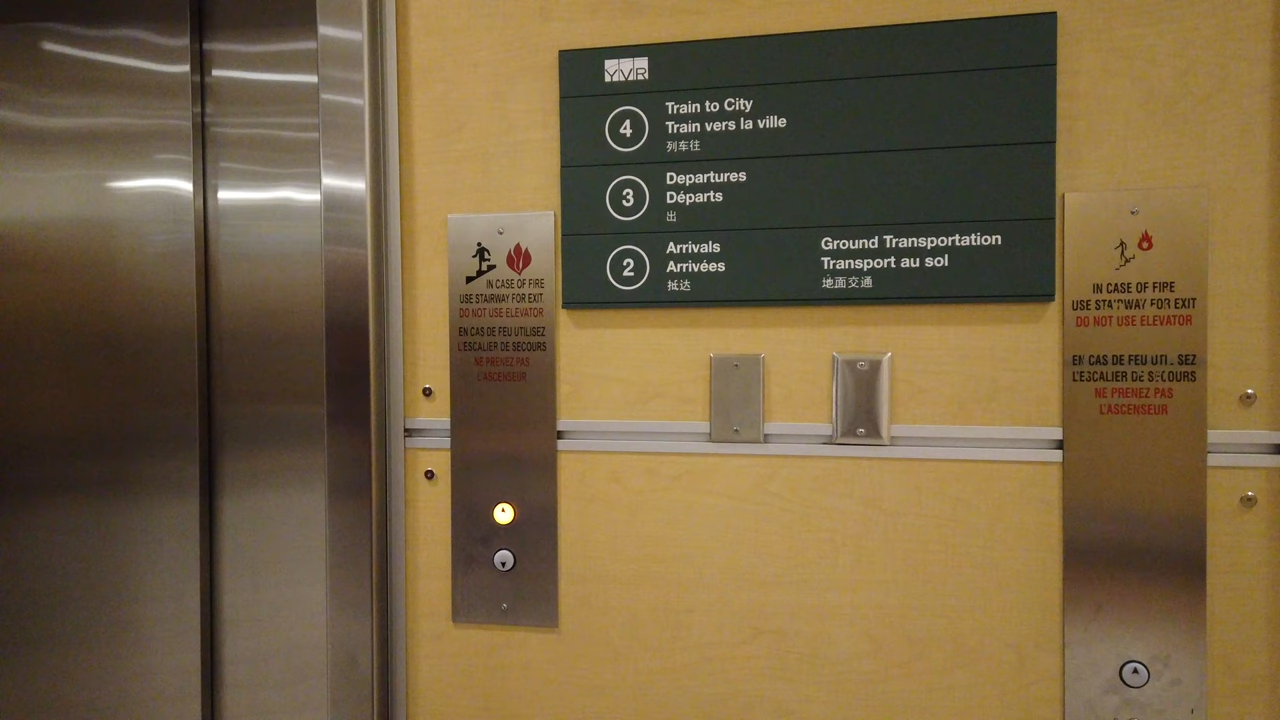 YVR
4
Train to City
Train vers la ville
列车往
3
Departures
Départs
出
2
Arrivals
Arrivées
抵达
Ground Transportation
Transport au sol
地面交通
IN CASE OF FIRE
USE STAIRWAY FOR EXIT
DO NOT USE ELEVATOR
EN CAS DE FEU UTILISEZ
L'ESCALIER DE SECOURS
NE PRENEZ PAS
L'ASCENSEUR
IN CASE OF FIRE
USE STAIRWAY FOR EXIT
DO NOT USE ELEVATOR
EN CAS DE FEU UTILISEZ
L'ESCALIER DE SECOURS
NE PRENEZ PAS
L'ASCENSEUR